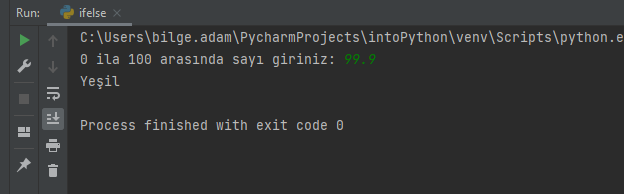 Run: ifelse
C:\Users\bilge.adam\PycharmProjects\intoPython\venv\Scripts\python.e
0 ila 100 arasında sayı giriniz: 99.9
Yeşil
Process finished with exit code 0